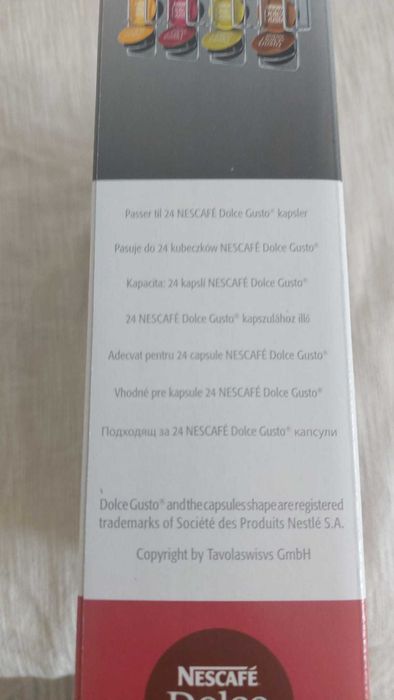 Passer til 24 NESCAFÉ Dolce Gusto® kapsler
Pasuje do 24 kubeczków NESCAFÉ Dolce Gusto®
Kapacita: 24 kapslí NESCAFÉ Dolce Gusto®
24 NESCAFÉ Dolce Gusto® kapszulához illő
Adecvat pentru 24 capsule NESCAFÉ Dolce Gusto®
Vhodné pre kapsule 24 NESCAFÉ Dolce Gusto®
Подходящ за 24 NESCAFÉ Dolce Gusto® капсули
Dolce Gusto® and the capsules shape are registered
trademarks of Société des Produits Nestlé S.A.
Copyright by Tavolaswisvs GmbH
NESCAFÉ
Dolce